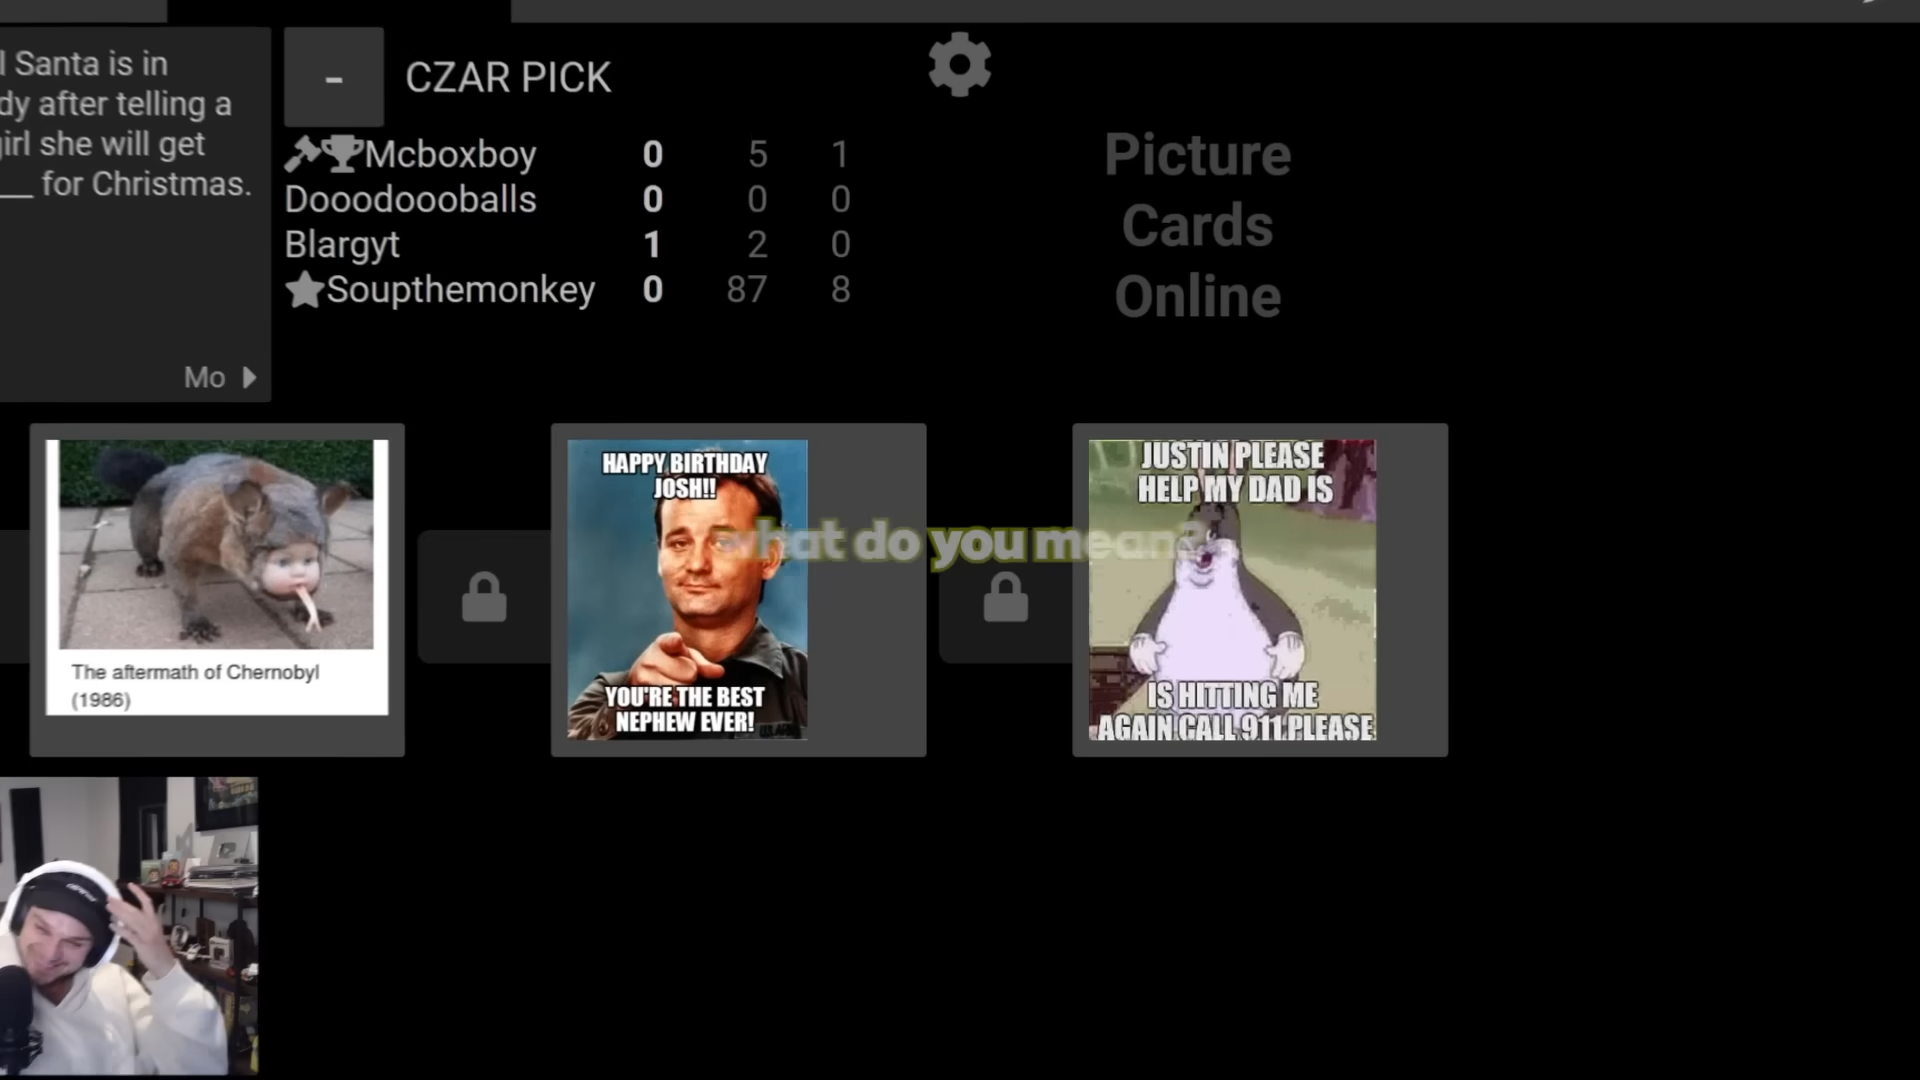 l Santa is in
dy after telling a
girl she will get
___ for Christmas.
Mo
-
CZAR PICK
Mcboxboy 0 5 1
Dooodoooballs 0 0 0
Blargyt 1 2 0
Soupthemonkey 0 87 8
Picture
Cards
Online
The aftermath of Chernobyl
(1986)
HAPPY BIRTHDAY
JOSH!!
YOU'RE THE BEST
NEPHEW EVER!
what do you mean?
JUSTIN PLEASE
HELP MY DAD IS
IS HITTING ME
AGAIN CALL 911 PLEASE